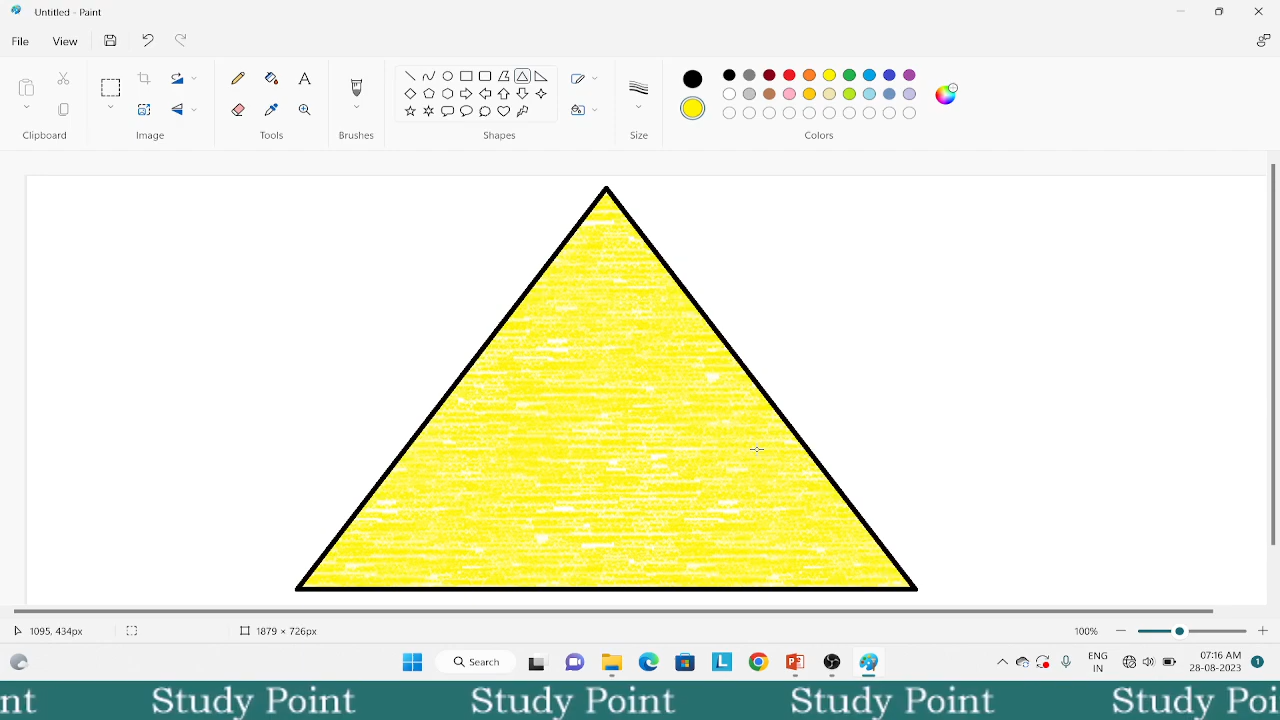 Untitled - Paint
File View
Clipboard Image Tools Brushes Shapes Size Colors
1095, 434px 1879 × 726px 100%
Search ENG 07:16 AM
IN 28-08-2023 1
nt Study Point Study Point Study Point Study Poi